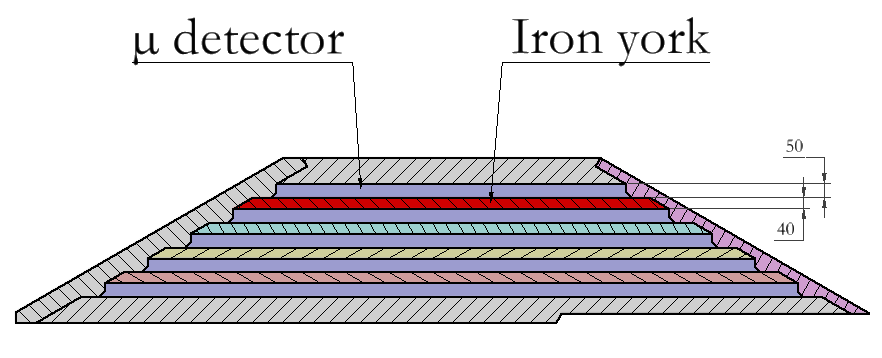 μ detector
Iron york
50
40